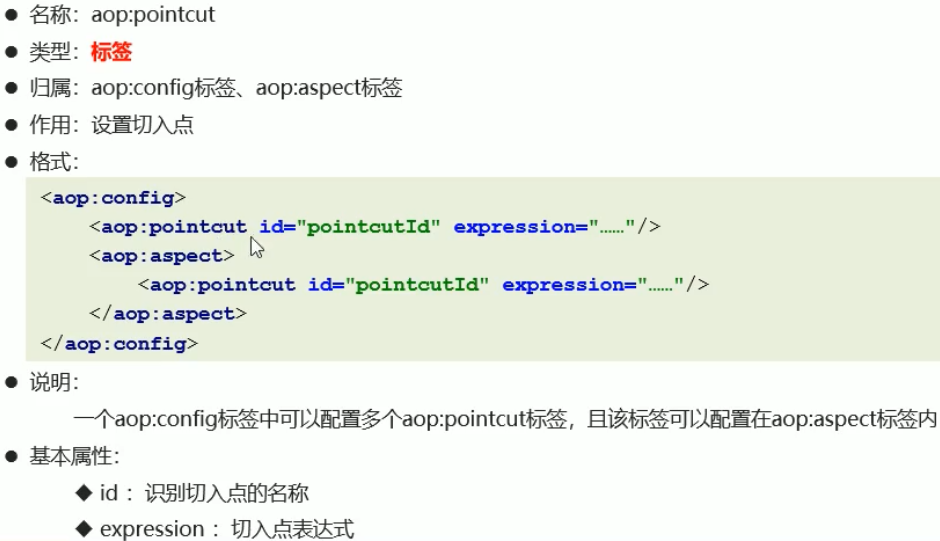 ● 名称：aop:pointcut
● 类型：标签
● 归属：aop:config标签、aop:aspect标签
● 作用：设置切入点
● 格式：
<aop:config>
<aop:pointcut id="pointcutId" expression="……"/>
<aop:aspect>
<aop:pointcut id="pointcutId" expression="……"/>
</aop:aspect>
</aop:config>
● 说明：
一个aop:config标签中可以配置多个aop:pointcut标签，且该标签可以配置在aop:aspect标签内
● 基本属性：
◆ id ：识别切入点的名称
◆ expression ：切入点表达式